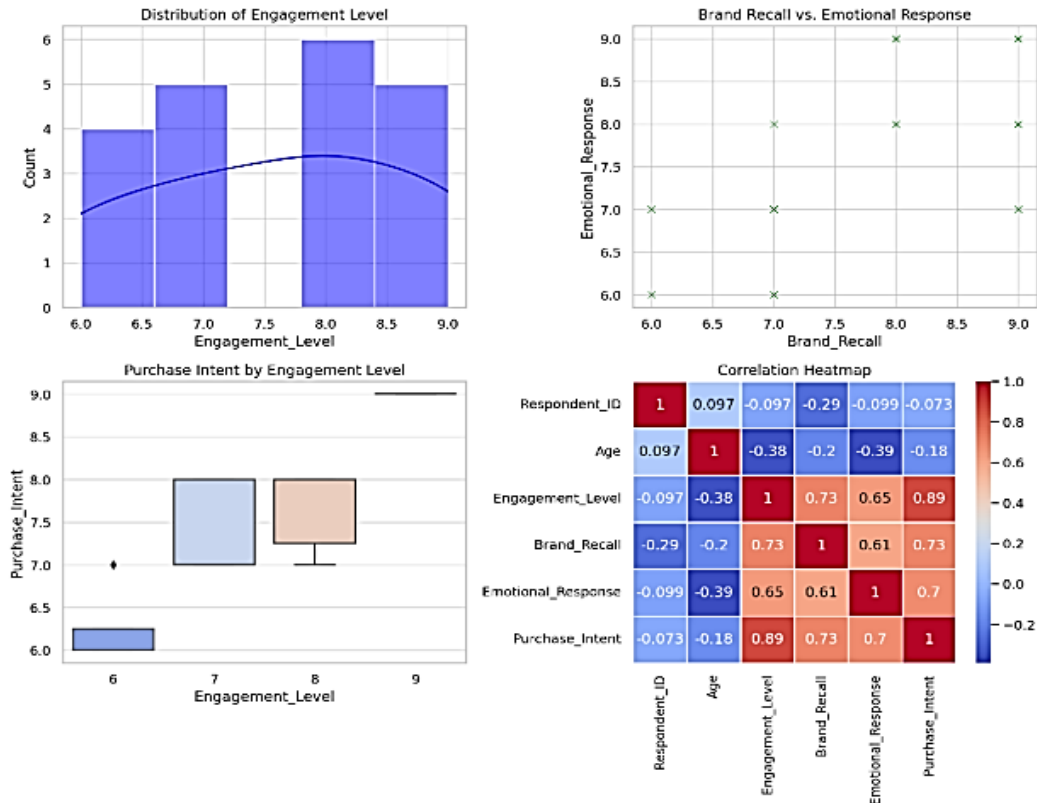 Distribution of Engagement Level
6
5
4
3
2
1
0
Count
6.0 6.5 7.0 7.5 8.0 8.5 9.0
Engagement_Level
Brand Recall vs. Emotional Response
9.0
8.5
8.0
7.5
7.0
6.5
6.0
Emotional_Response
6.0 6.5 7.0 7.5 8.0 8.5 9.0
Brand_Recall
Purchase Intent by Engagement Level
9.0
8.5
8.0
7.5
7.0
6.5
6.0
Purchase_Intent
6 7 8 9
Engagement_Level
Correlation Heatmap
Respondent_ID 1 0.097 -0.097 -0.29 -0.099 -0.073
Age 0.097 1 -0.38 -0.2 -0.39 -0.18
Engagement_Level -0.097 -0.38 1 0.73 0.65 0.89
Brand_Recall -0.29 -0.2 0.73 1 0.61 0.73
Emotional_Response -0.099 -0.39 0.65 0.61 1 0.7
Purchase_Intent -0.073 -0.18 0.89 0.73 0.7 1
Respondent_ID
Age
Engagement_Level
Brand_Recall
Emotional_Response
Purchase_Intent
1.0
0.8
0.6
0.4
0.2
0.0
−0.2